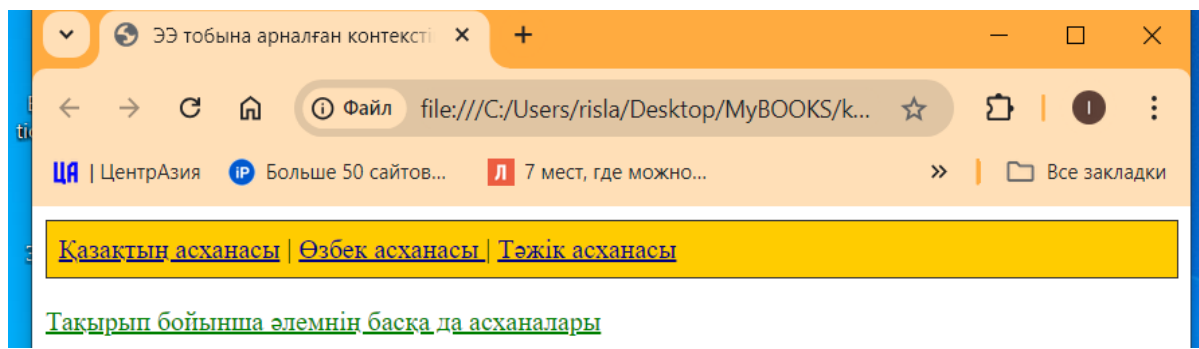 ЭЭ тобына арналған контексті
Файл file:///C:/Users/risla/Desktop/MyBOOKS/k...
ЦА | ЦентрАзия iP Больше 50 сайтов... Л 7 мест, где можно... » Все закладки
Қазақтың асханасы | Өзбек асханасы | Тәжік асханасы
Тақырып бойынша әлемнің басқа да асханалары